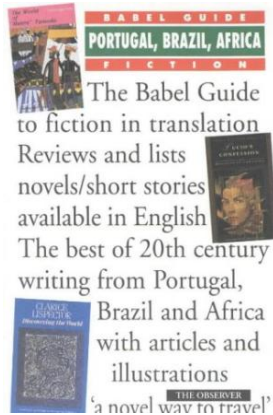 BABEL GUIDE
PORTUGAL, BRAZIL, AFRICA
FICTION
The Babel Guide
to fiction in translation
Reviews and lists
novels/short stories
available in English
The best of 20th century
writing from Portugal,
CLARICE
LISPECTOR
Discovering the World
Brazil and Africa
with articles and
illustrations
THE OBSERVER
'a novel way to travel'